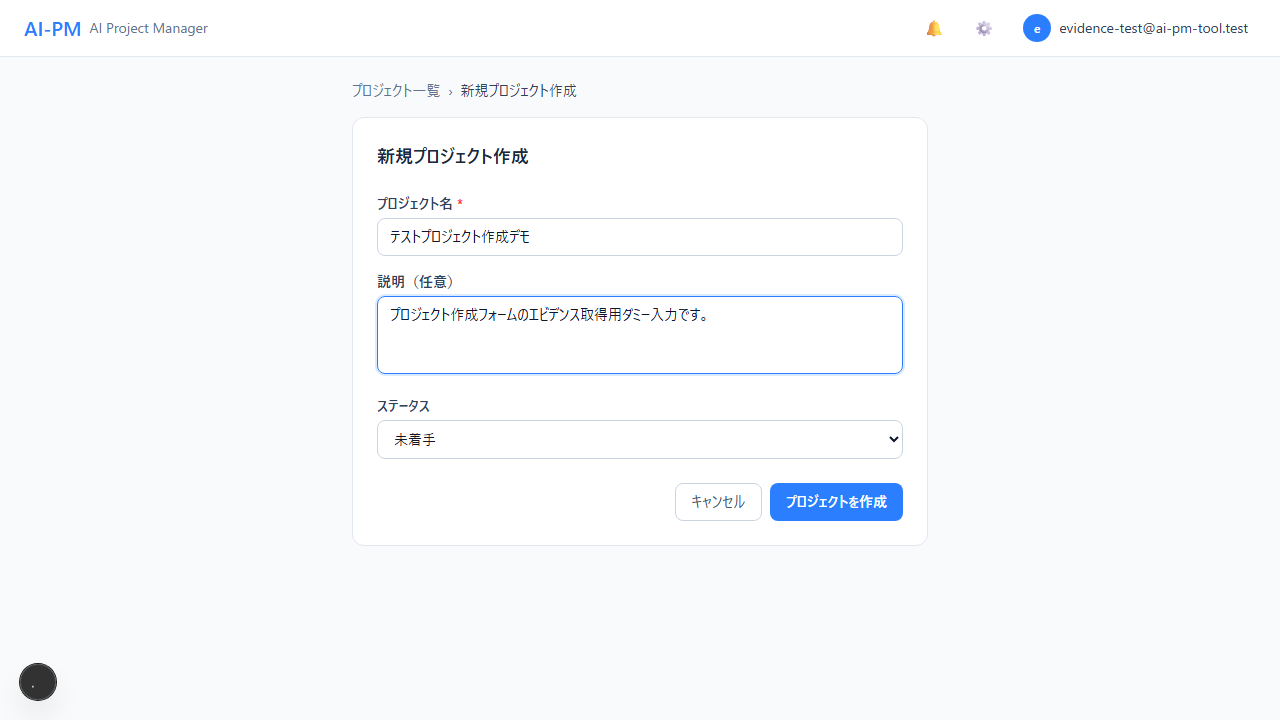 AI-PM AI Project Manager
e evidence-test@ai-pm-tool.test
プロジェクト一覧 › 新規プロジェクト作成
新規プロジェクト作成
プロジェクト名 *
テストプロジェクト作成デモ
説明（任意）
プロジェクト作成フォームのエビデンス取得用ダミー入力です。
ステータス
未着手
キャンセル プロジェクトを作成